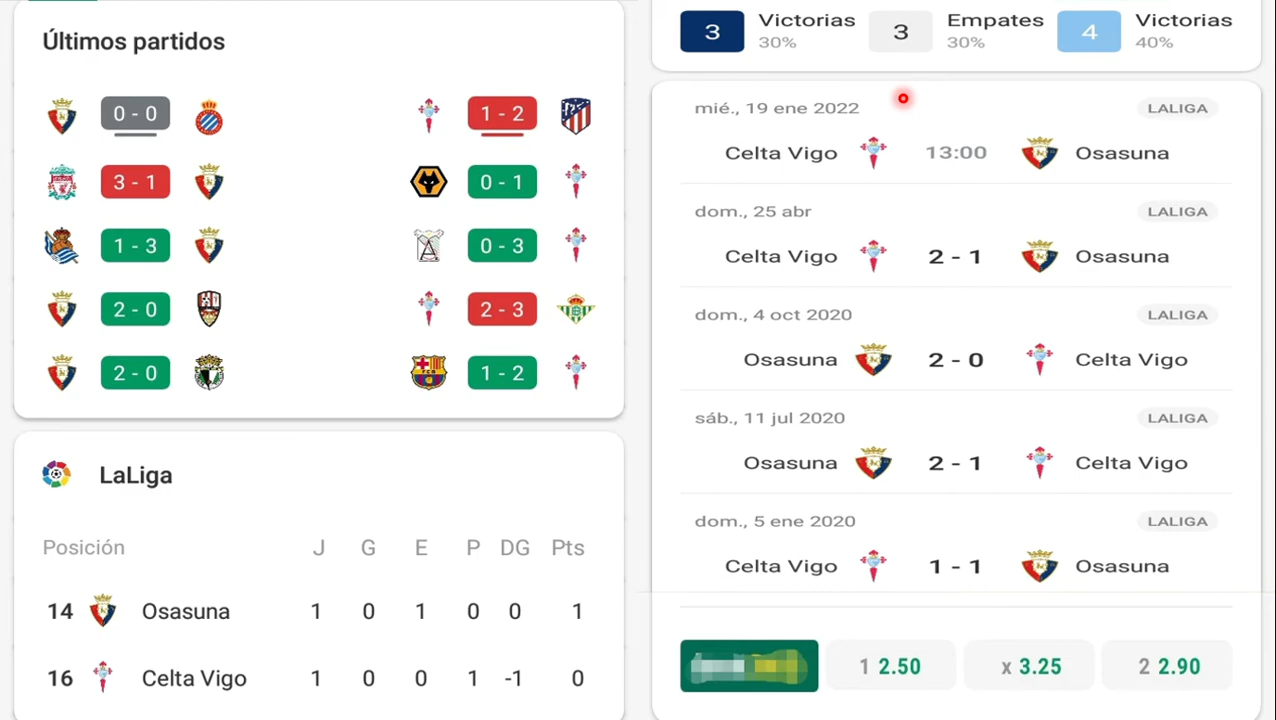 Últimos partidos
0 - 0
1 - 2
3 - 1
0 - 1
1 - 3
0 - 3
2 - 0
2 - 3
2 - 0
1 - 2
LaLiga
Posición J G E P DG Pts
14 Osasuna 1 0 1 0 0 1
16 Celta Vigo 1 0 0 1 -1 0
3 Victorias 3 Empates 4 Victorias
30% 30% 40%
mié., 19 ene 2022 LALIGA
Celta Vigo 13:00 Osasuna
dom., 25 abr LALIGA
Celta Vigo 2 - 1 Osasuna
dom., 4 oct 2020 LALIGA
Osasuna 2 - 0 Celta Vigo
sáb., 11 jul 2020 LALIGA
Osasuna 2 - 1 Celta Vigo
dom., 5 ene 2020 LALIGA
Celta Vigo 1 - 1 Osasuna
1 2.50 x 3.25 2 2.90